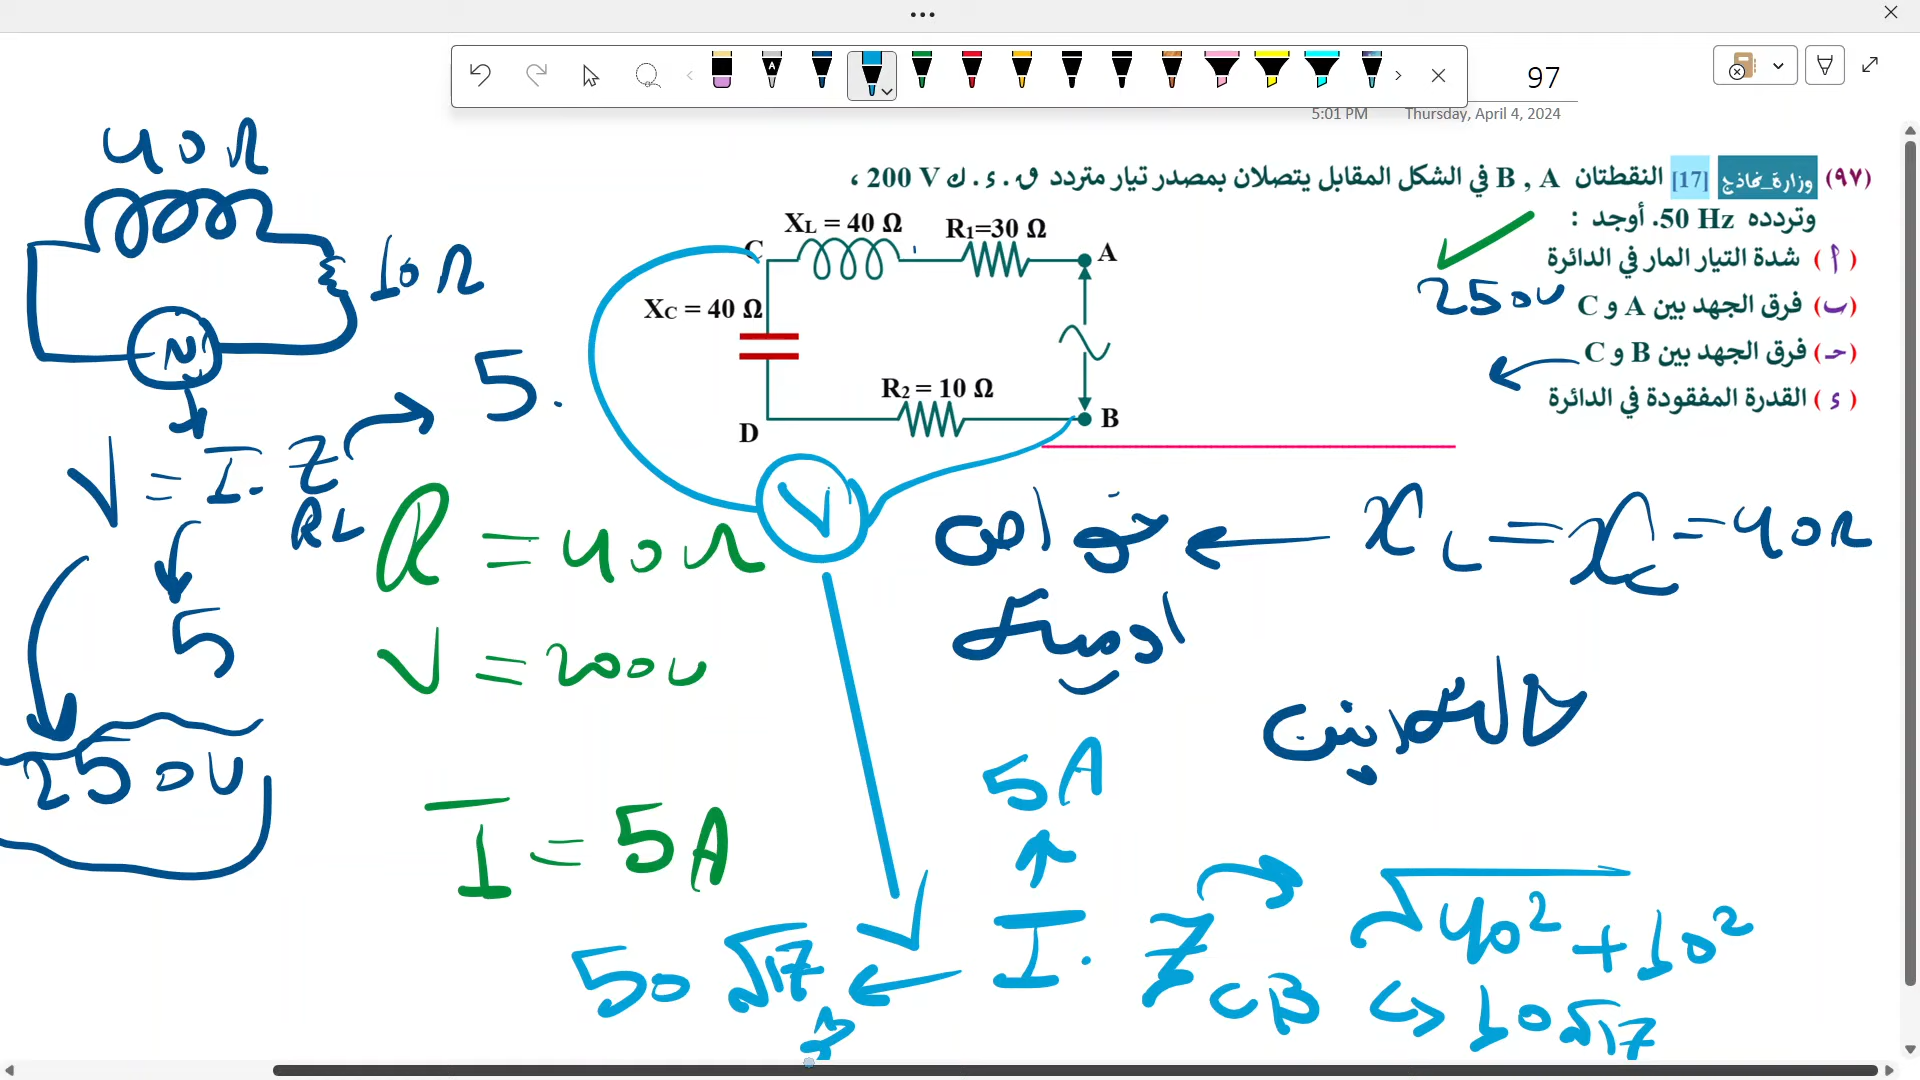 97
5:01 PM Thursday, April 4, 2024
(٩٧) وزارة_نماذج [17] النقطتان B , A في الشكل المقابل يتصلان بمصدر تيار متردد ق . ء . ك 200 V ،
وتردده 50 Hz. أوجد :
(أ) شدة التيار المار في الدائرة
(ب) فرق الجهد بين A و C
250V
(حـ) فرق الجهد بين B و C
(ء) القدرة المفقودة في الدائرة
XL = 40 Ω
R1=30 Ω
A
C
XC = 40 Ω
R2 = 10 Ω
D
B
40Ω
10Ω
N
V = I. Z RL
50
5
250V
V
R = 40Ω
V = 200V
I = 5A
XL = XC = 40Ω
5A
V I. ZCB
√40² + 10²
10√17
50√17